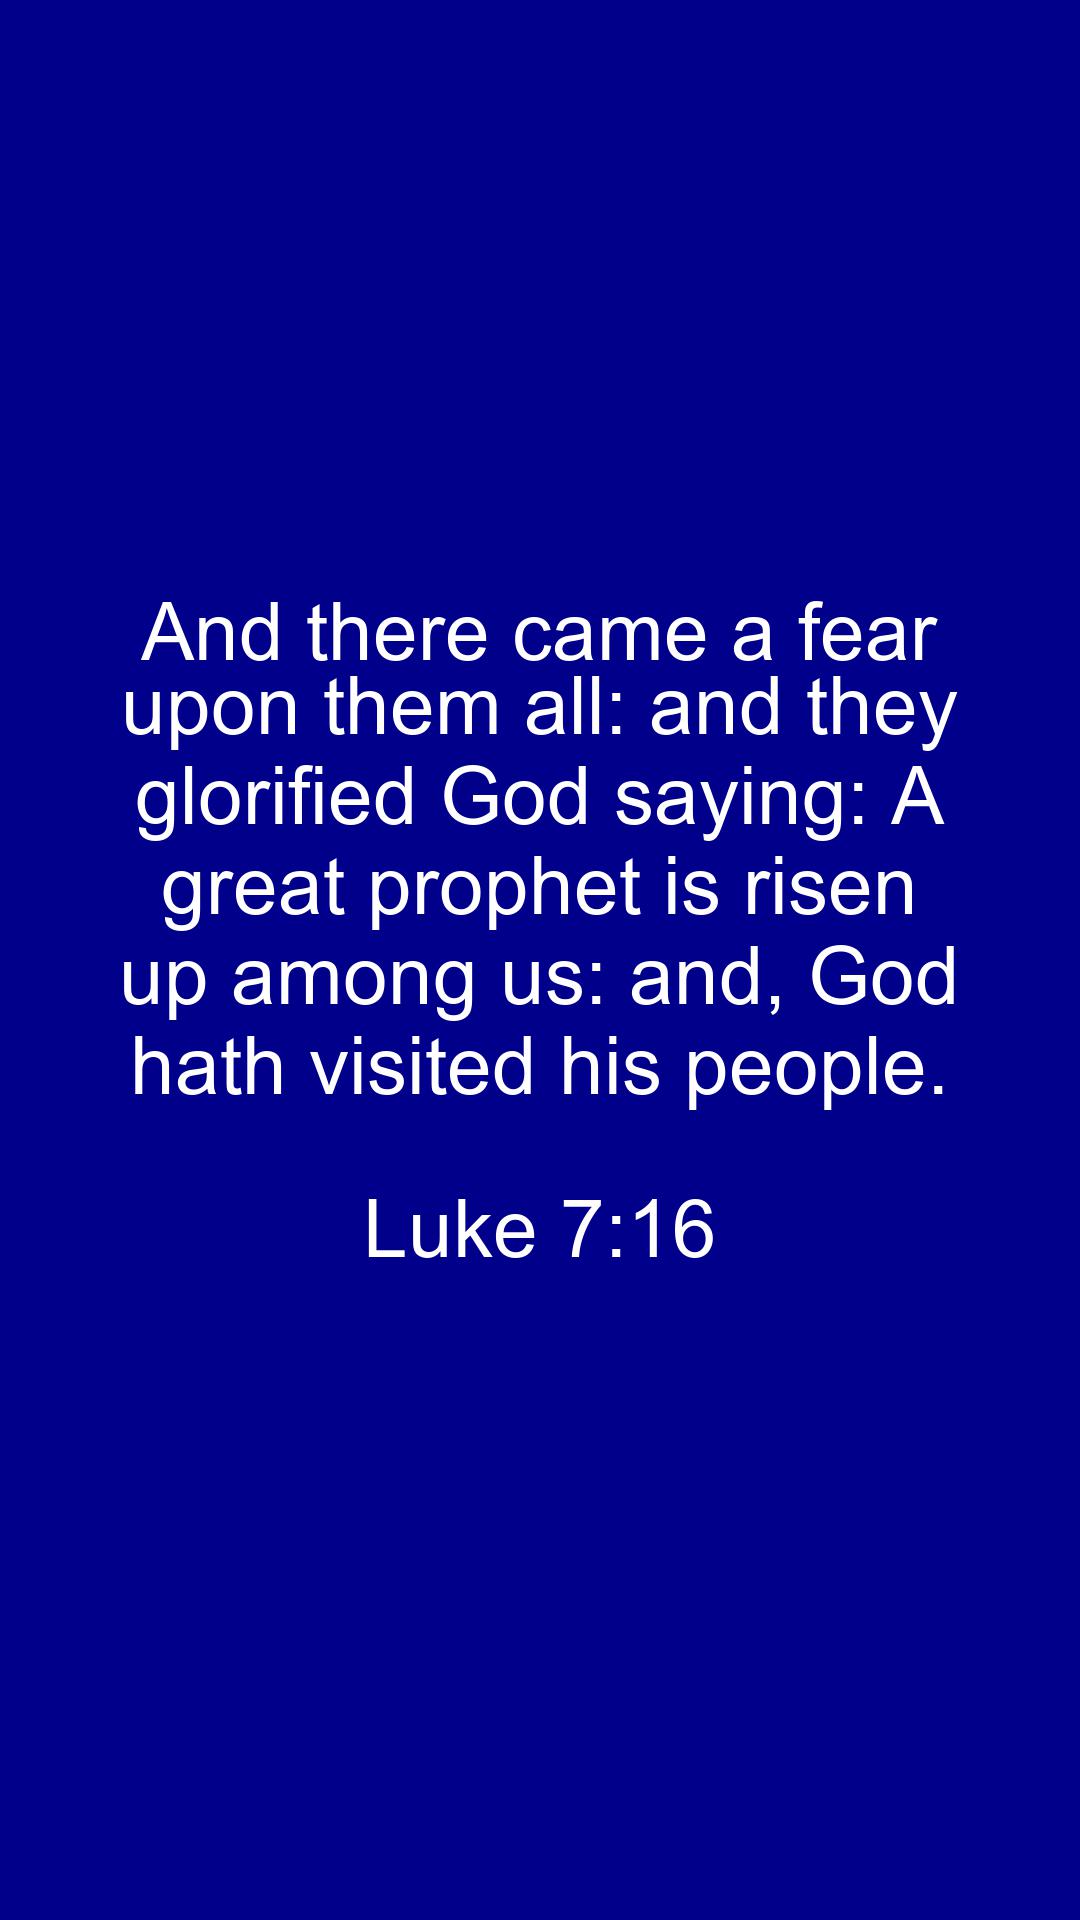 And there came a fear
upon them all: and they
glorified God saying: A
great prophet is risen
up among us: and, God
hath visited his people.
Luke 7:16